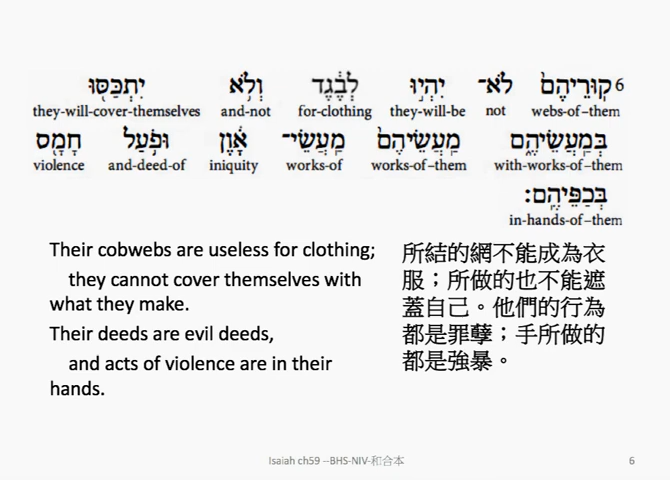 6 קֽוּרֵיהֶם֙ לֹא־ יִהְי֣וּ לְבֶ֔גֶד וְלֹ֥א יִתְכַּסּ֖וּ
webs-of–them not they-will-be for-clothing and-not they-will-cover-themselves
בְּמַֽעֲשֵׂיהֶ֑ם מַֽעֲשֵׂיהֶם֙ מַֽעֲשֵׂי־ אָ֔וֶן וּפֹ֥עַל חָמָ֖ס
with-works-of–them works-of–them works-of iniquity and-deed-of violence
בְּכַפֵּיהֶֽם׃
in-hands-of–them
Their cobwebs are useless for clothing;
they cannot cover themselves with
what they make.
Their deeds are evil deeds,
and acts of violence are in their
hands.
所結的網不能成為衣
服；所做的也不能遮
蓋自己。他們的行為
都是罪孽；手所做的
都是強暴。
Isaiah ch59 --BHS-NIV-和合本
6